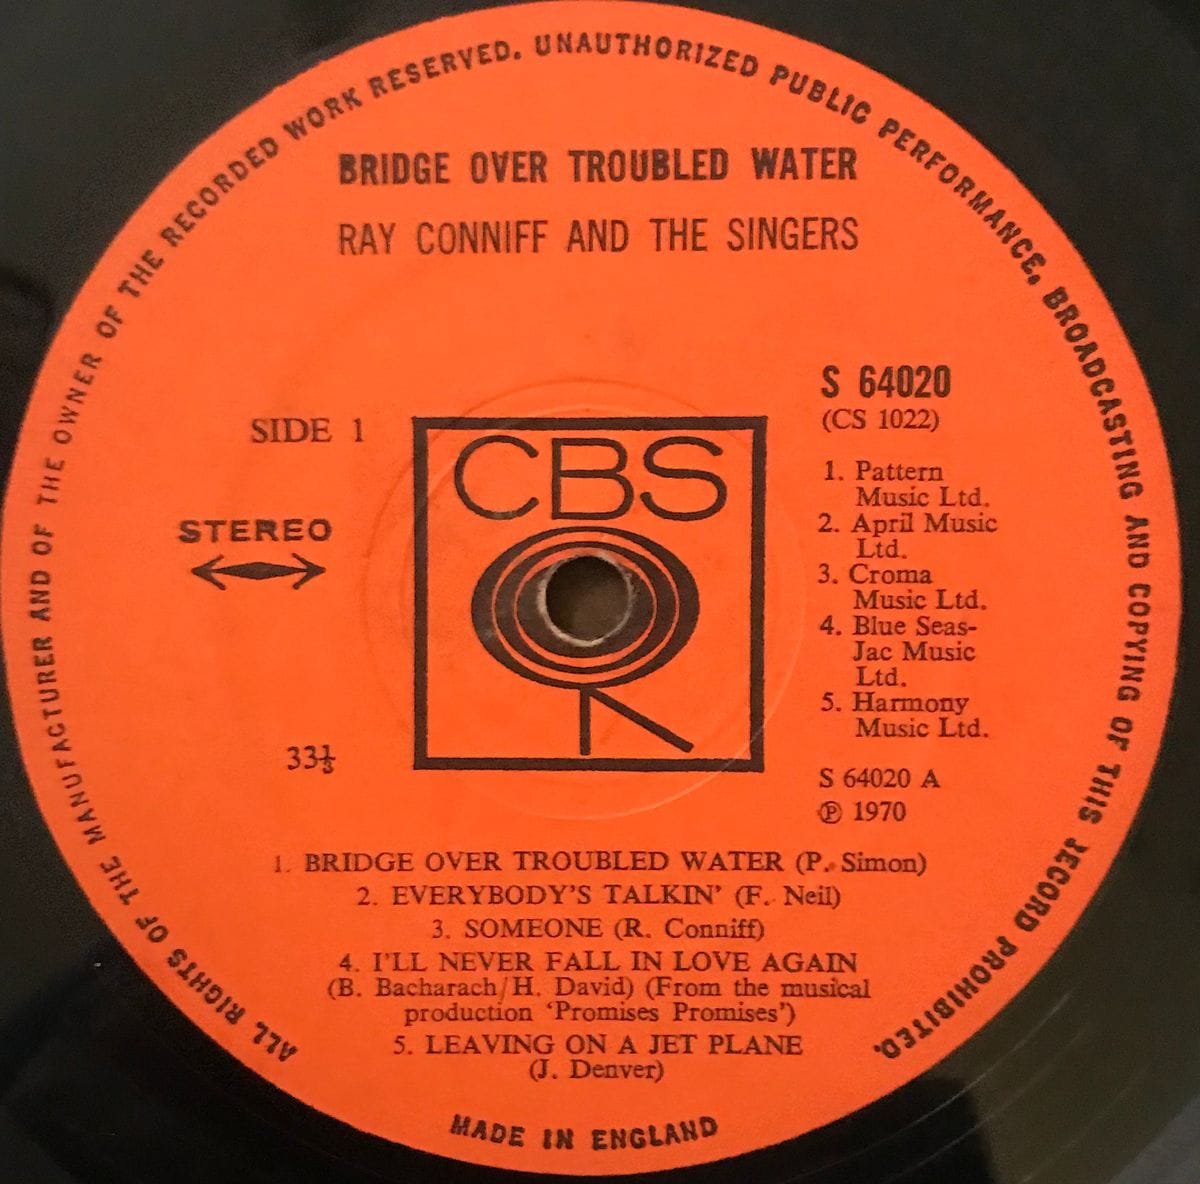 ALL RIGHTS OF THE MANUFACTURER AND OF THE OWNER OF THE RECORDED WORK RESERVED. UNAUTHORIZED PUBLIC PERFORMANCE, BROADCASTING AND COPYING OF THIS RECORD PROHIBITED.
BRIDGE OVER TROUBLED WATER
RAY CONNIFF AND THE SINGERS
S 64020
(CS 1022)
SIDE 1
STEREO
33⅓
CBS
1. Pattern
Music Ltd.
2. April Music
Ltd.
3. Croma
Music Ltd.
4. Blue Seas-
Jac Music
Ltd.
5. Harmony
Music Ltd.
S 64020 A
℗ 1970
1. BRIDGE OVER TROUBLED WATER (P. Simon)
2. EVERYBODY'S TALKIN' (F. Neil)
3. SOMEONE (R. Conniff)
4. I'LL NEVER FALL IN LOVE AGAIN
(B. Bacharach/H. David) (From the musical
production 'Promises Promises')
5. LEAVING ON A JET PLANE
(J. Denver)
MADE IN ENGLAND